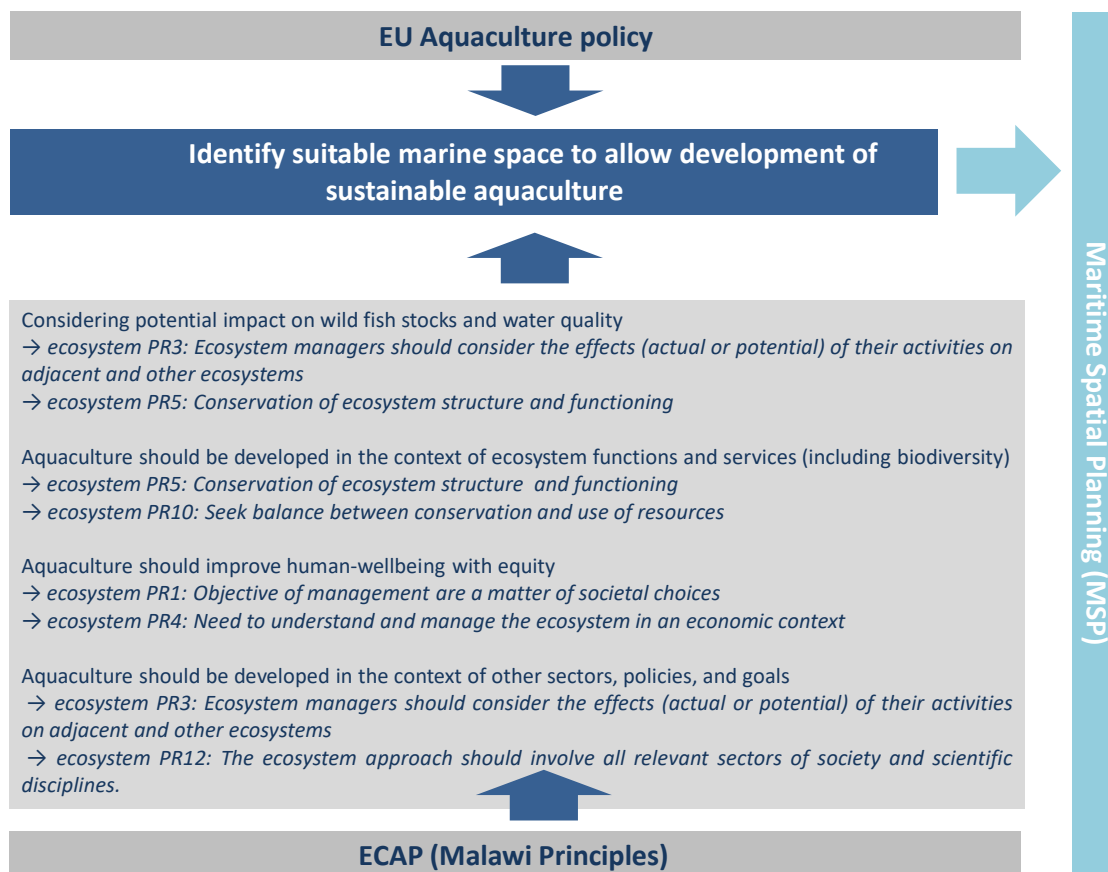 EU Aquaculture policy
Identify suitable marine space to allow development of
sustainable aquaculture
Considering potential impact on wild fish stocks and water quality
→ ecosystem PR3: Ecosystem managers should consider the effects (actual or potential) of their activities on
adjacent and other ecosystems
→ ecosystem PR5: Conservation of ecosystem structure and functioning
Aquaculture should be developed in the context of ecosystem functions and services (including biodiversity)
→ ecosystem PR5: Conservation of ecosystem structure and functioning
→ ecosystem PR10: Seek balance between conservation and use of resources
Aquaculture should improve human-wellbeing with equity
→ ecosystem PR1: Objective of management are a matter of societal choices
→ ecosystem PR4: Need to understand and manage the ecosystem in an economic context
Aquaculture should be developed in the context of other sectors, policies, and goals
→ ecosystem PR3: Ecosystem managers should consider the effects (actual or potential) of their activities
on adjacent and other ecosystems
→ ecosystem PR12: The ecosystem approach should involve all relevant sectors of society and scientific
disciplines.
ECAP (Malawi Principles)
Maritime Spatial Planning (MSP)